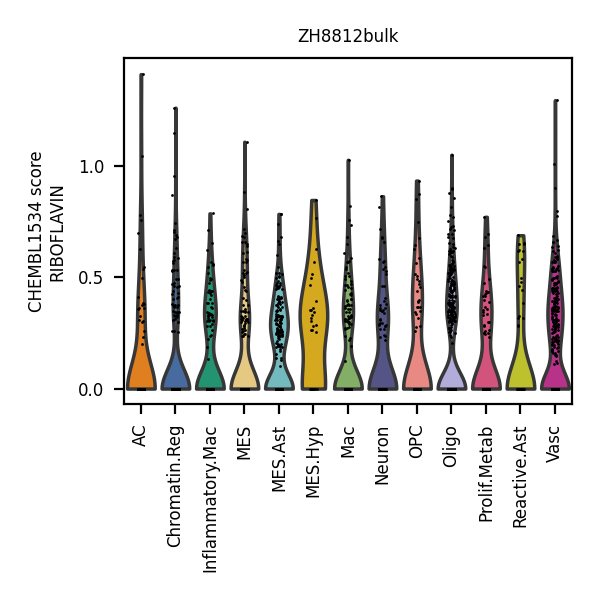 ZH8812bulk
CHEMBL1534 score
RIBOFLAVIN
1.0
0.5
0.0
AC
Chromatin.Reg
Inflammatory.Mac
MES
MES.Ast
MES.Hyp
Mac
Neuron
OPC
Oligo
Prolif.Metab
Reactive.Ast
Vasc